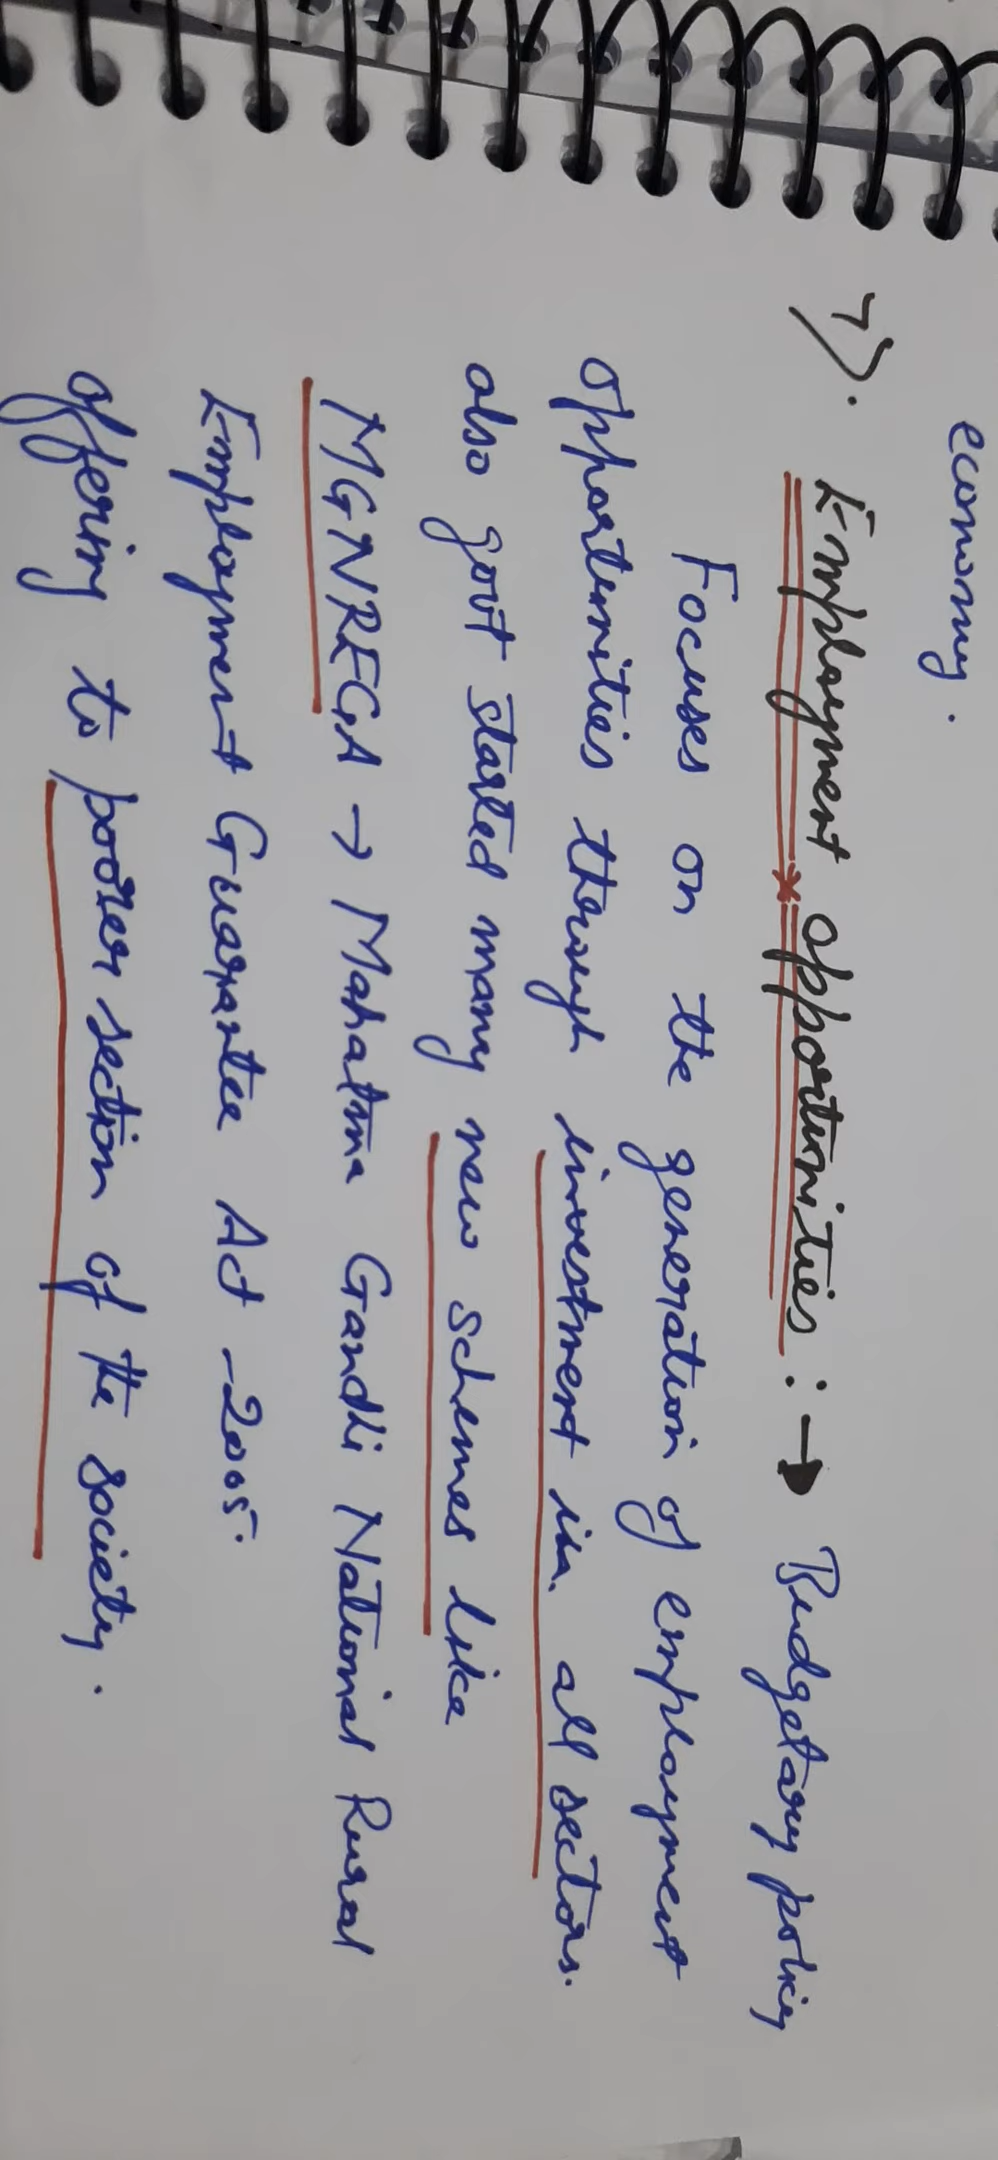 economy.
7). Employment opportunities : → Budgetary policy
Focuses on the generation of employment
opportunities through investment in all sectors.
also govt started many new schemes like
MGNREGA → Mahatma Gandhi National Rural
Employment Guarantee Act - 2005.
offering to poorer section of the society.